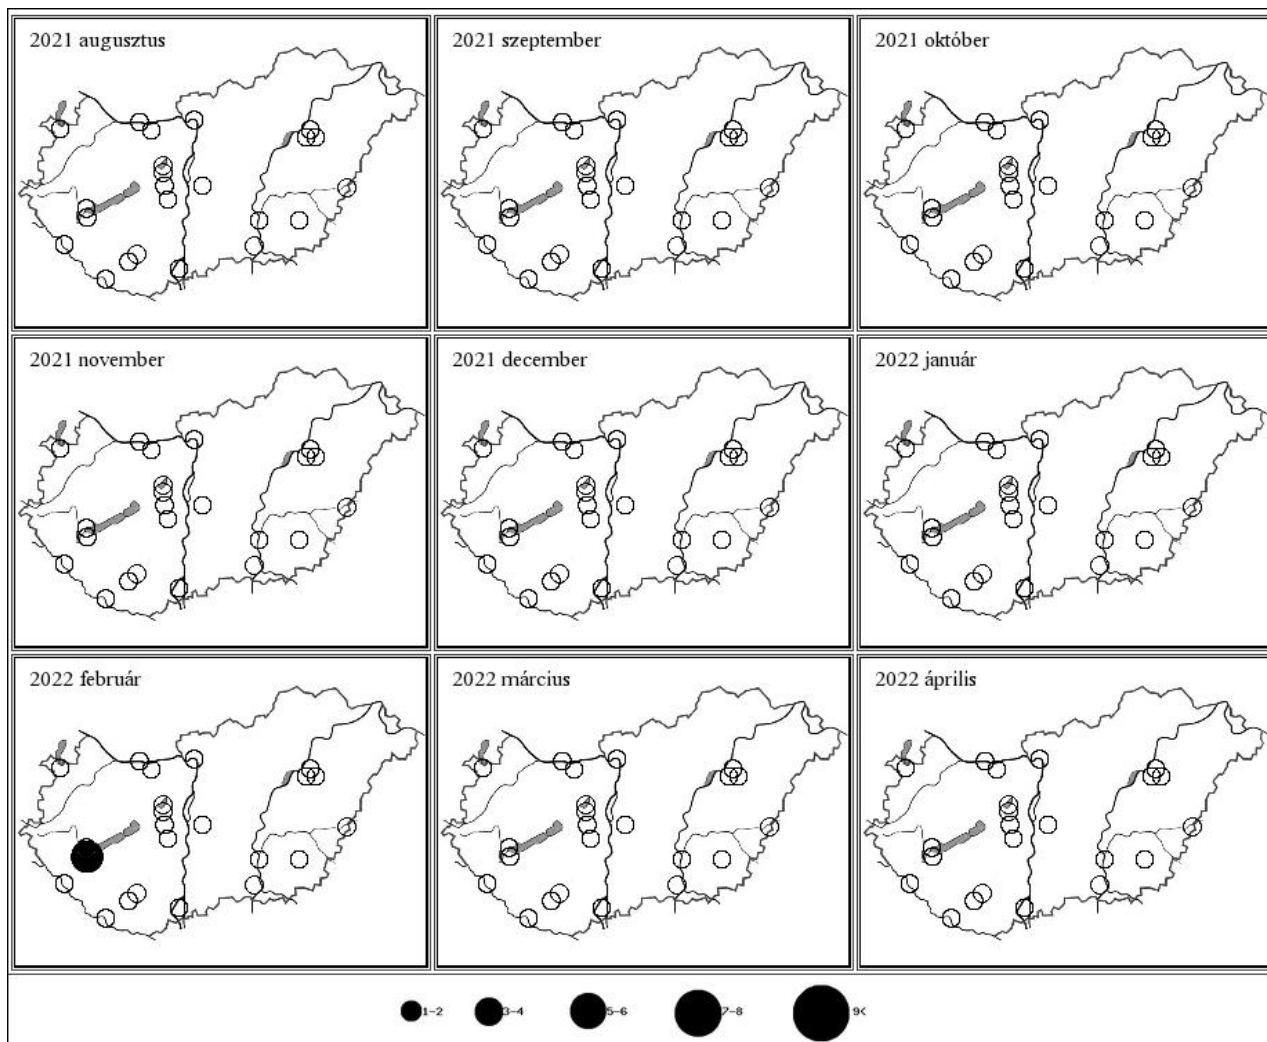 2021 augusztus
2021 szeptember
2021 október
2021 november
2021 december
2022 január
2022 február
2022 március
2022 április
1-2 3-4 5-6 7-8 9<